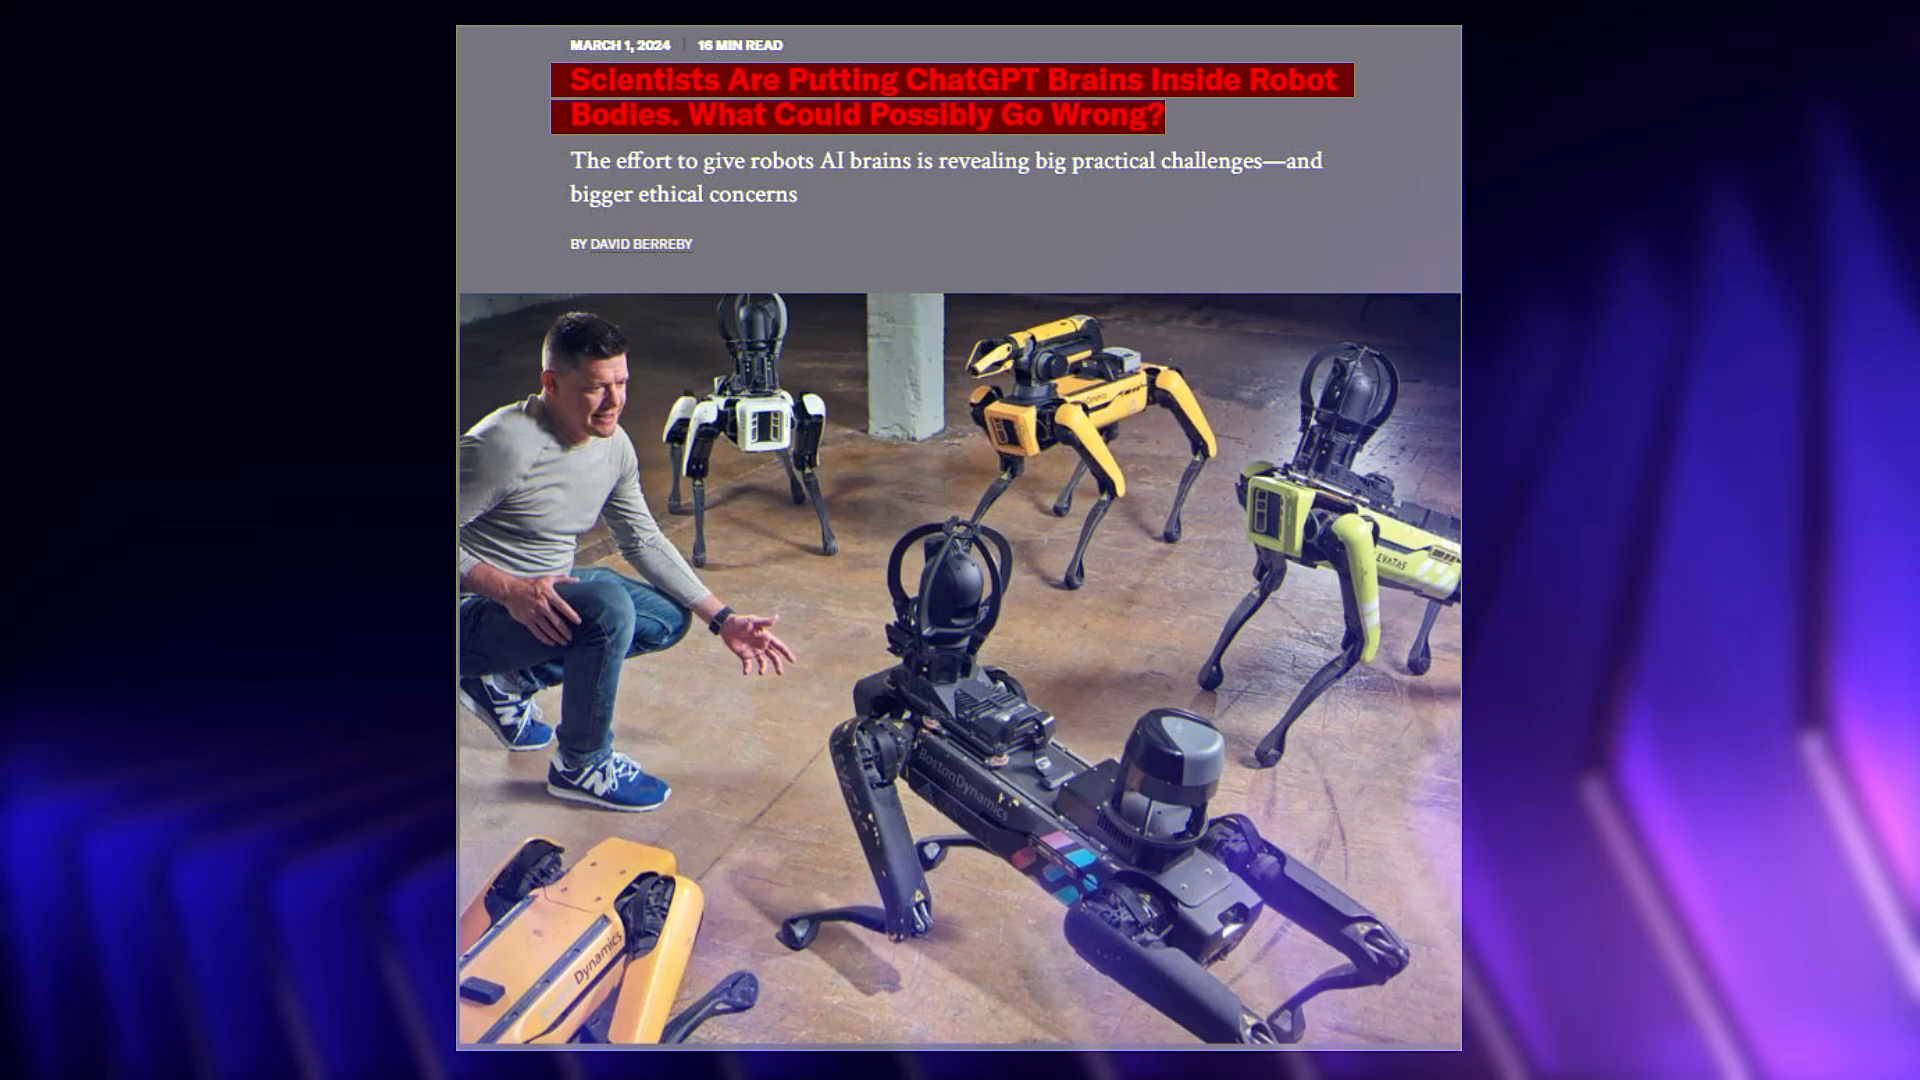 MARCH 1, 2024 | 16 MIN READ
Scientists Are Putting ChatGPT Brains Inside Robot
Bodies. What Could Possibly Go Wrong?
The effort to give robots AI brains is revealing big practical challenges—and
bigger ethical concerns
BY DAVID BERREBY
LEVATAS
BostonDynamics
Dynamics